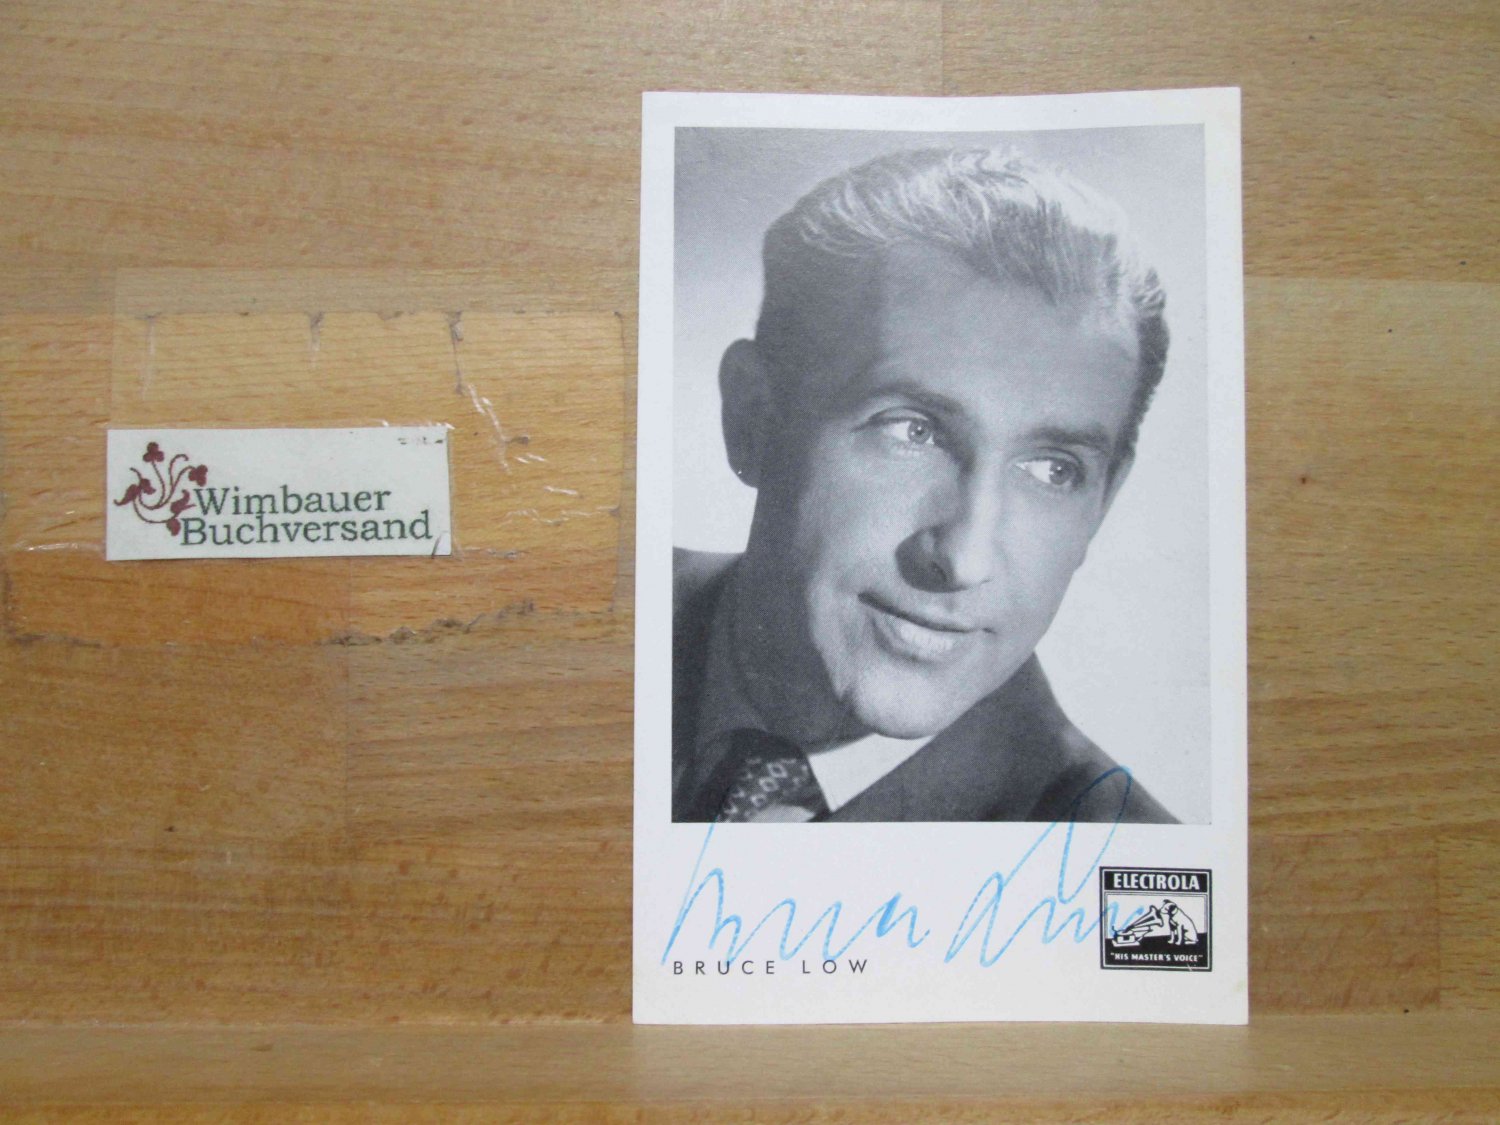 Wimbauer
Buchversand
BRUCE LOW
ELECTROLA
"HIS MASTER'S VOICE"